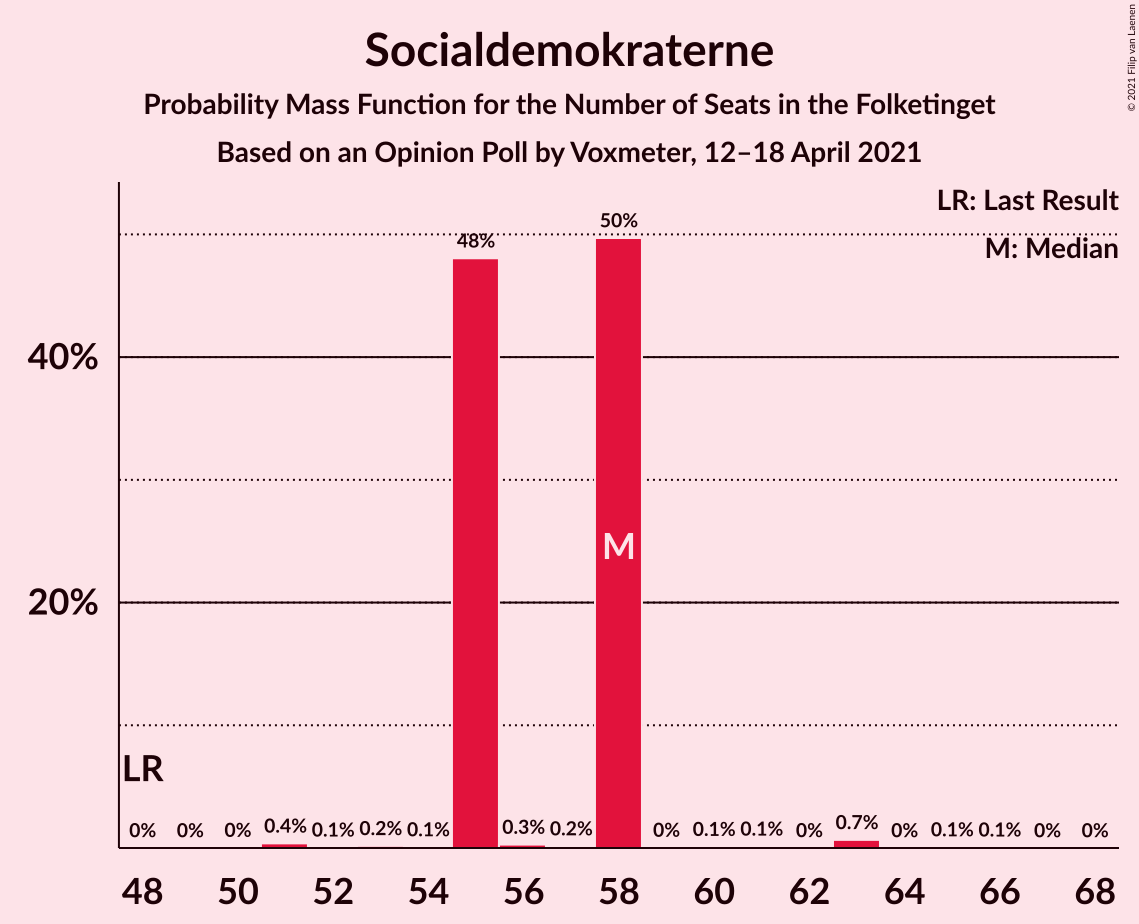 Socialdemokraterne
Probability Mass Function for the Number of Seats in the Folketinget
Based on an Opinion Poll by Voxmeter, 12–18 April 2021
© 2021 Filip van Laenen
LR: Last Result
M: Median
40%
20%
LR
M
0% 0% 0% 0.4% 0.1% 0.2% 0.1% 48% 0.3% 0.2% 50% 0% 0.1% 0.1% 0% 0.7% 0% 0.1% 0.1% 0% 0%
48 50 52 54 56 58 60 62 64 66 68